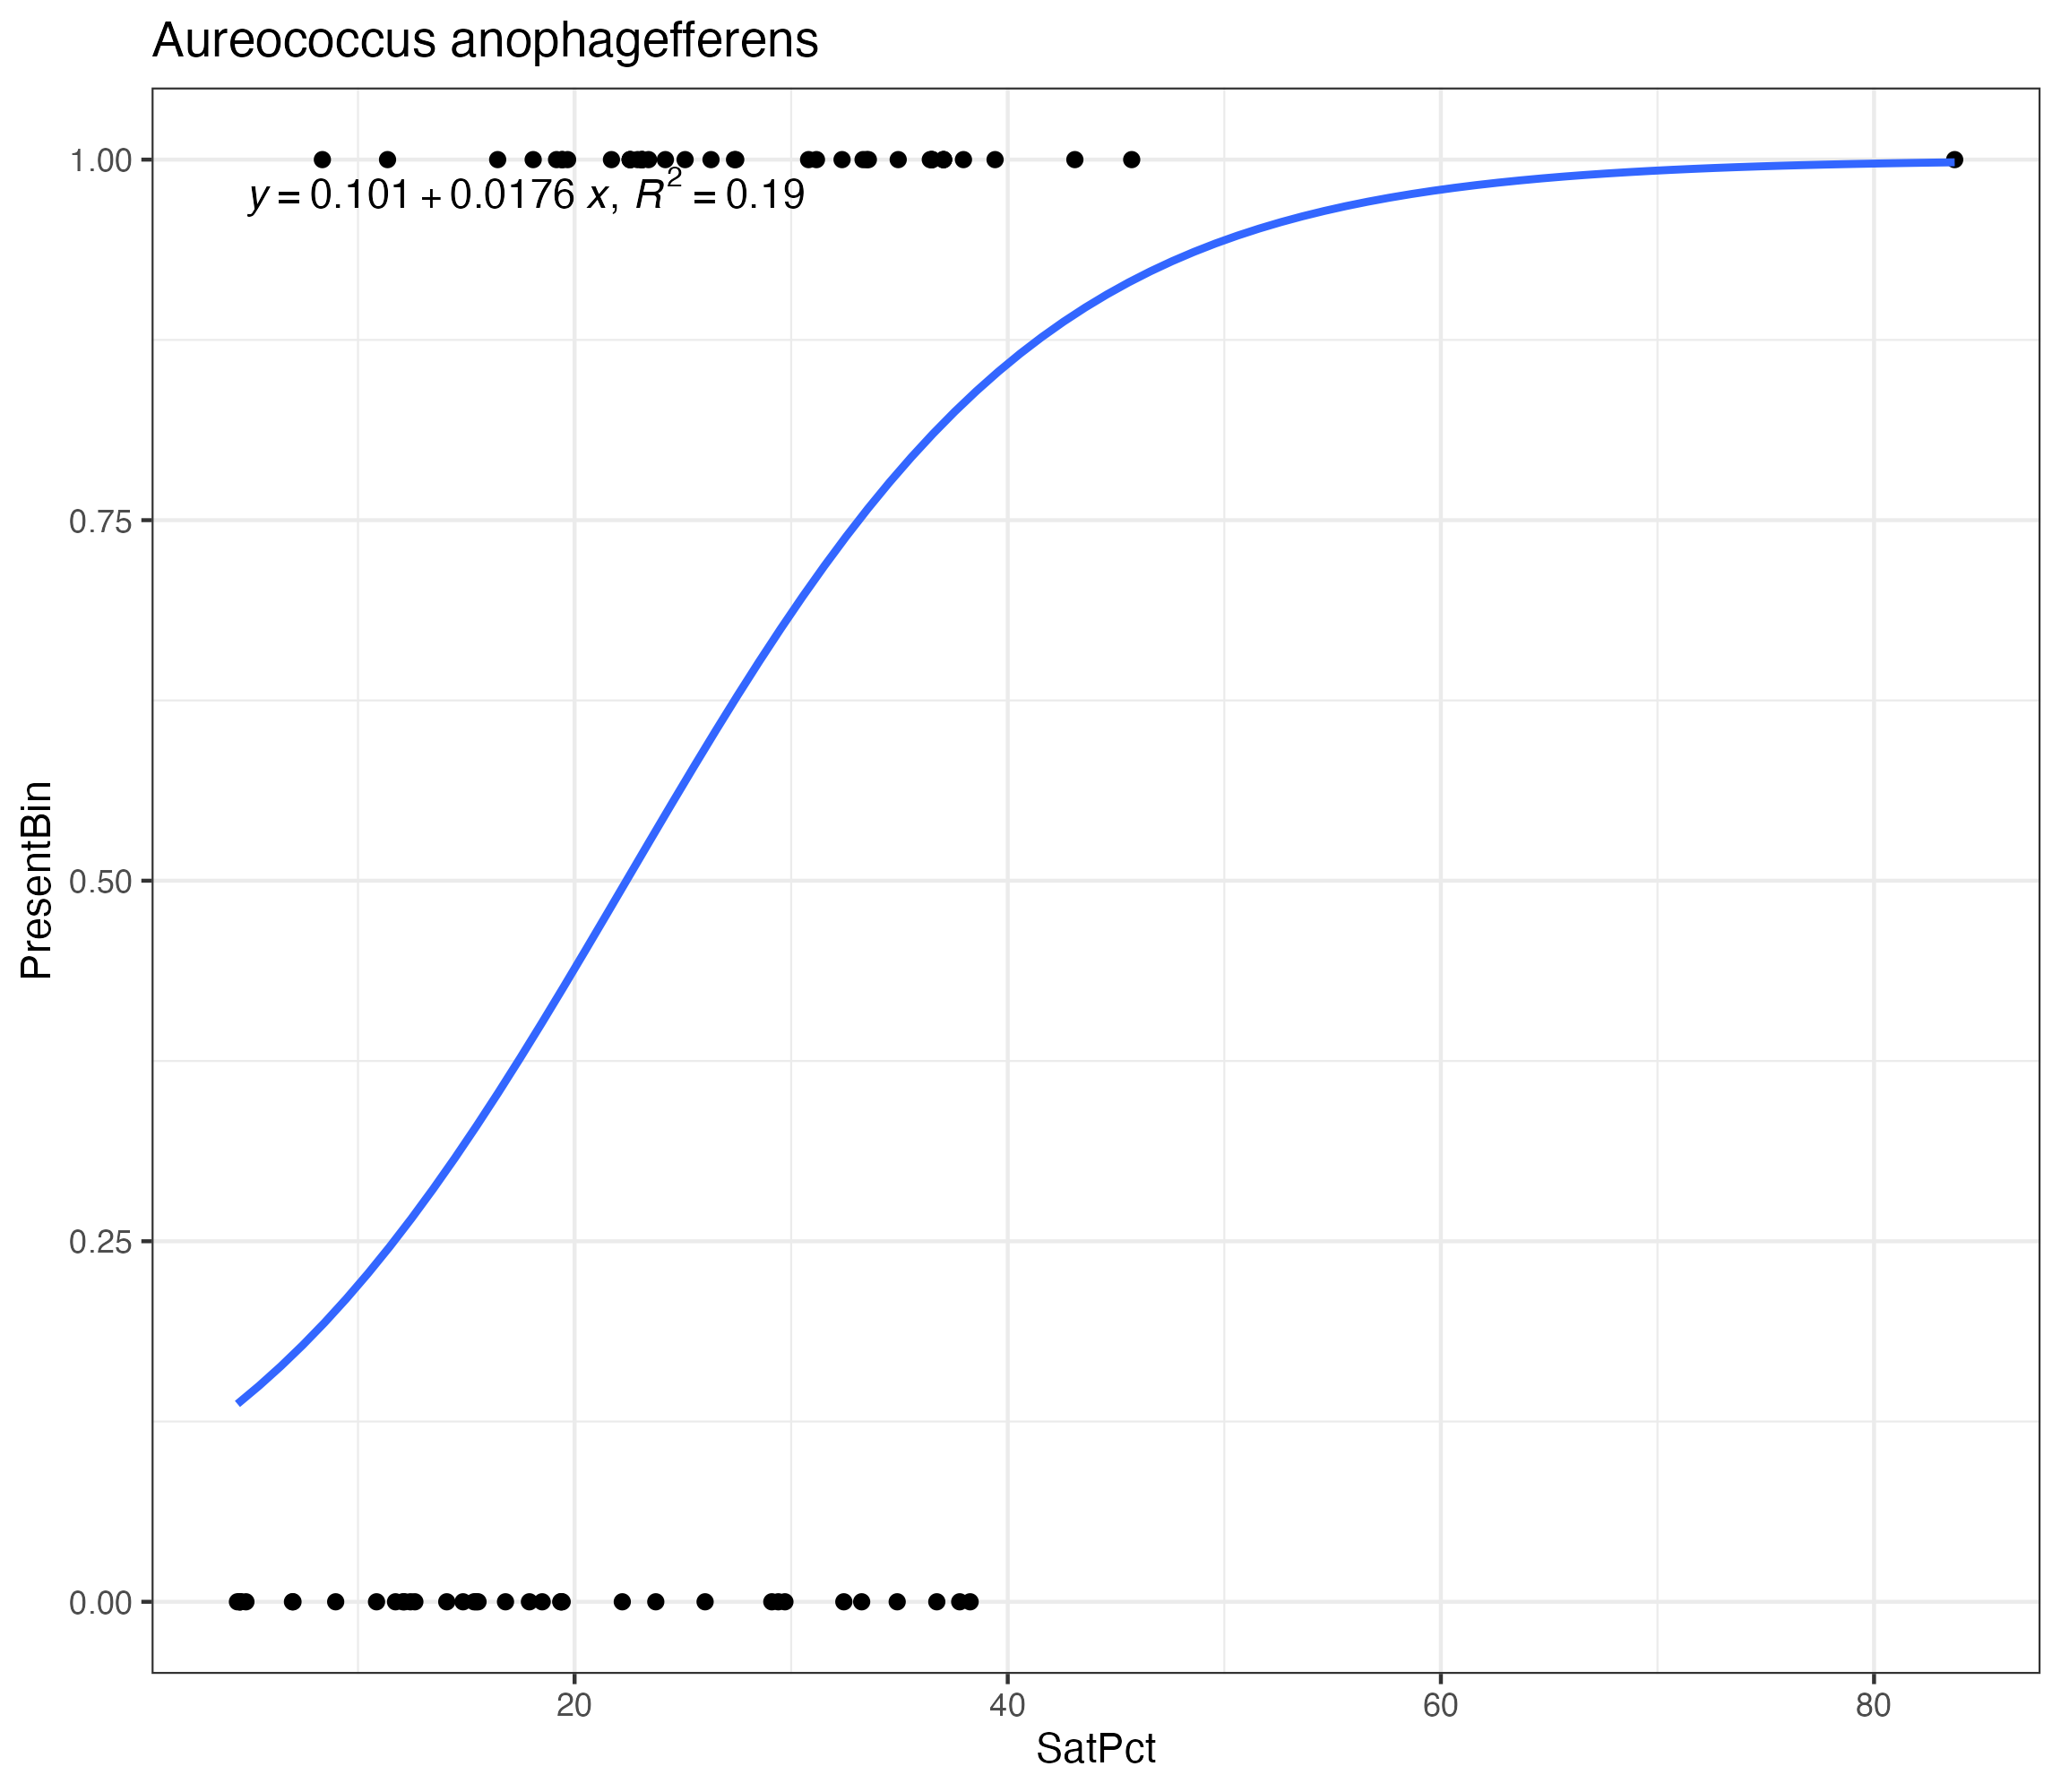 Aureococcus anophagefferens
1.00
y = 0.101 + 0.0176 x, R² = 0.19
0.75
0.50
0.25
0.00
PresentBin
20 40 60 80
SatPct